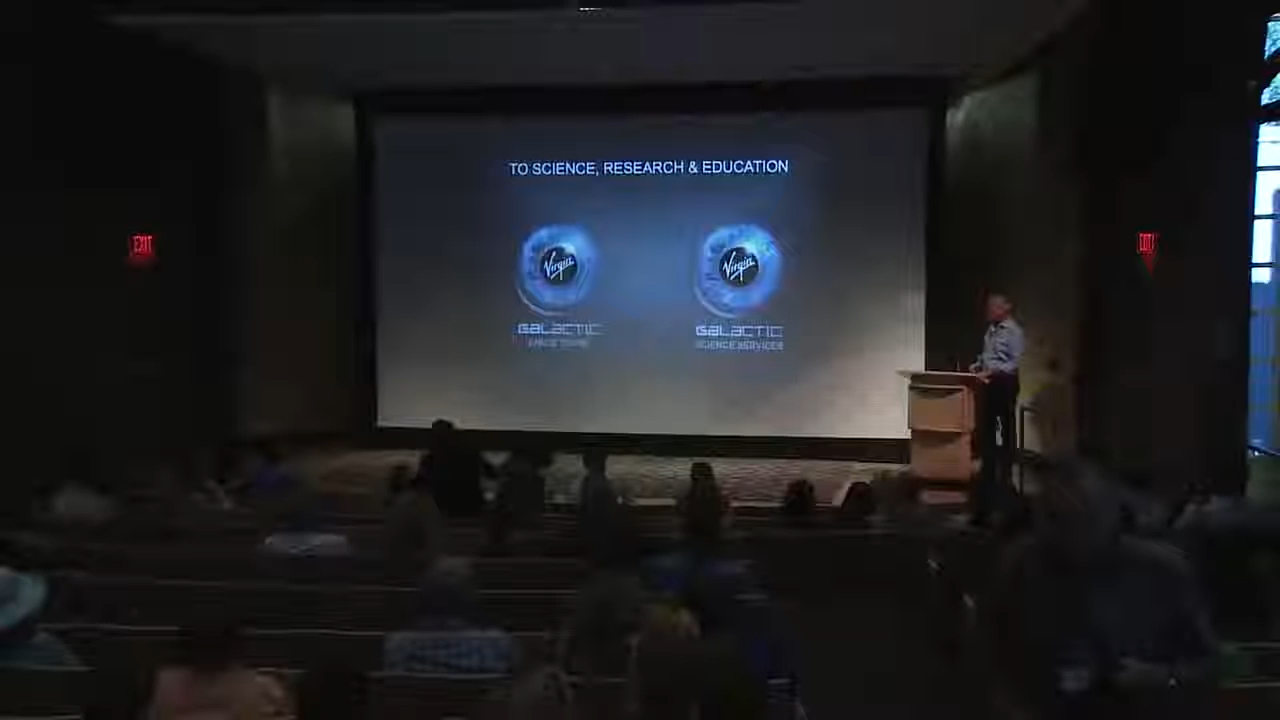 TO SCIENCE, RESEARCH & EDUCATION
Virgin
Virgin
GALACTIC
GALACTIC
SCIENCE SERVICES
EXIT
EXIT